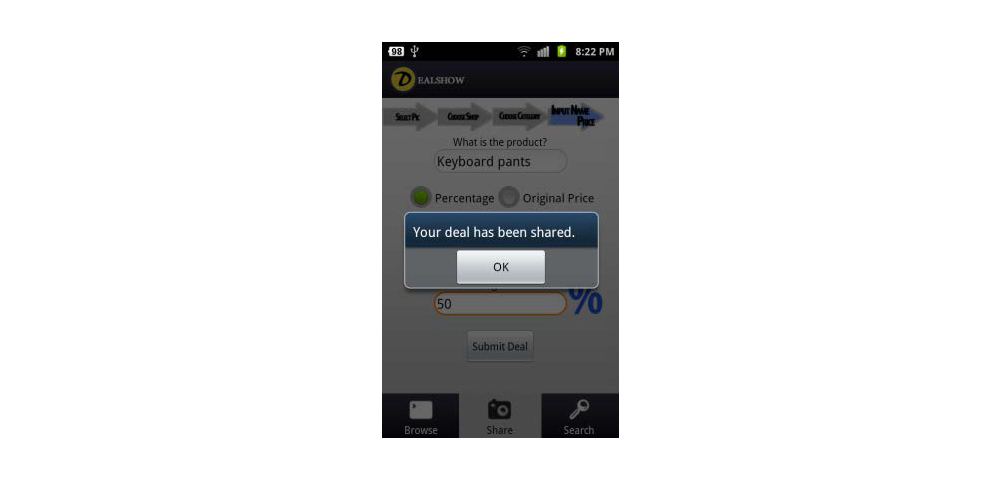 98 8:22 PM
DEALSHOW
SELECT PIC CHOOSE SHOP CHOOSE CATEGORY INPUT NAME PRICE
What is the product?
Keyboard pants
Percentage Original Price
Your deal has been shared.
OK
50 %
Submit Deal
Browse Share Search